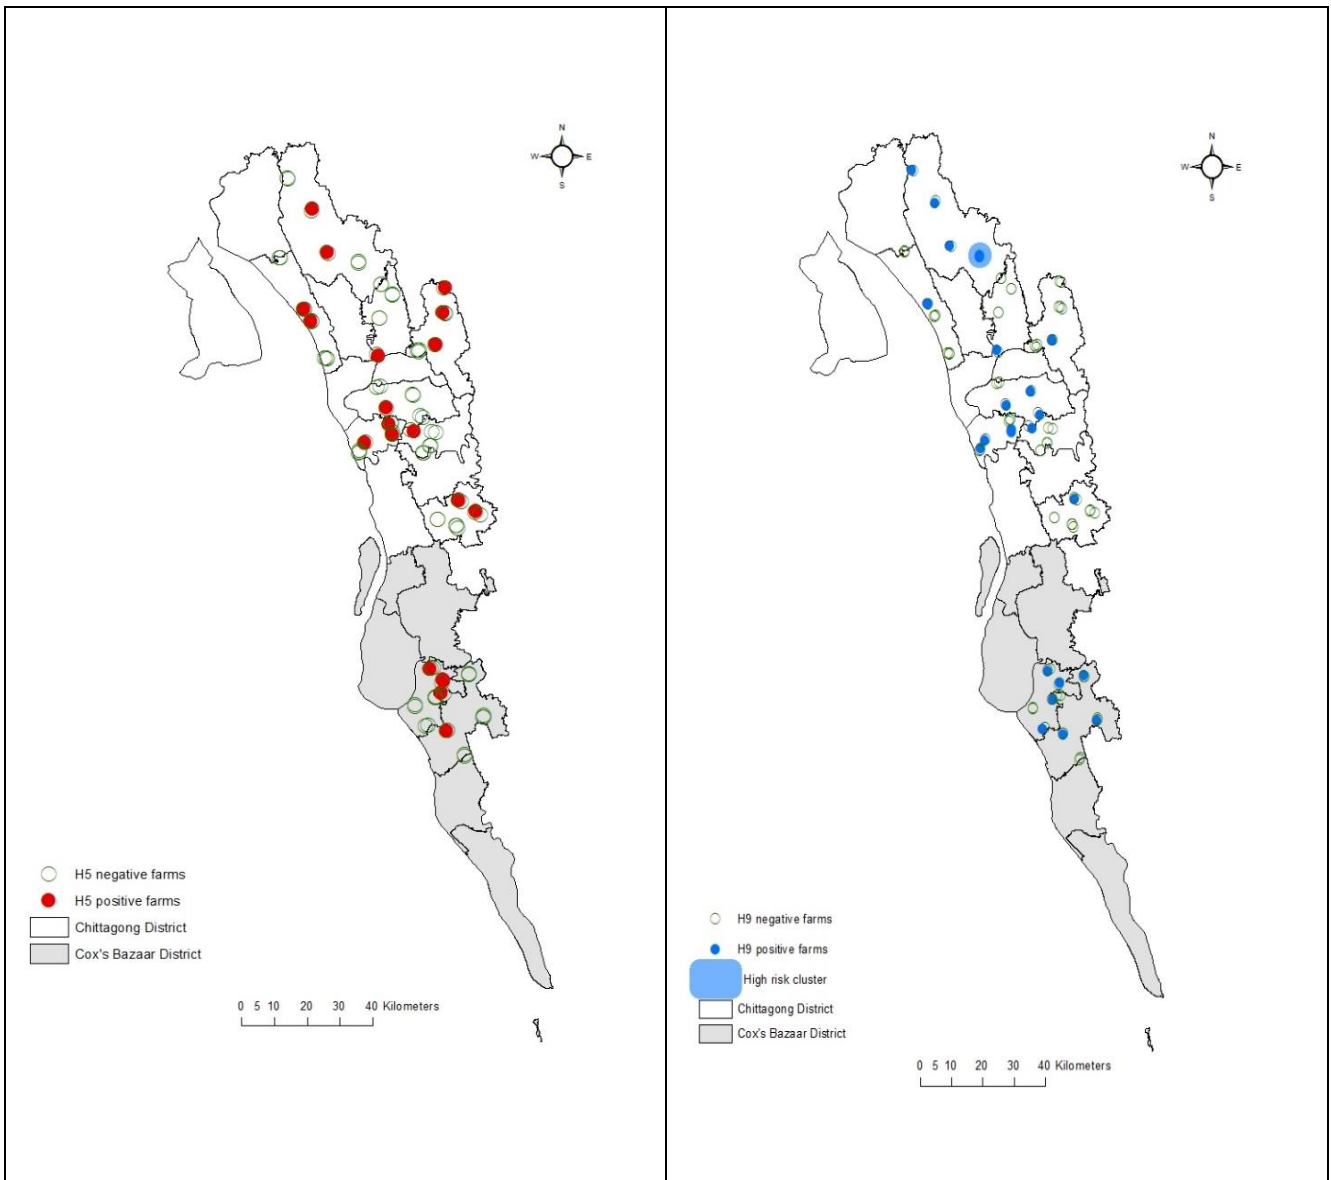 N
W E
S
H5 negative farms
H5 positive farms
Chittagong District
Cox's Bazaar District
0 5 10 20 30 40 Kilometers
N
W E
S
H9 negative farms
H9 positive farms
High risk cluster
Chittagong District
Cox's Bazaar District
0 5 10 20 30 40 Kilometers